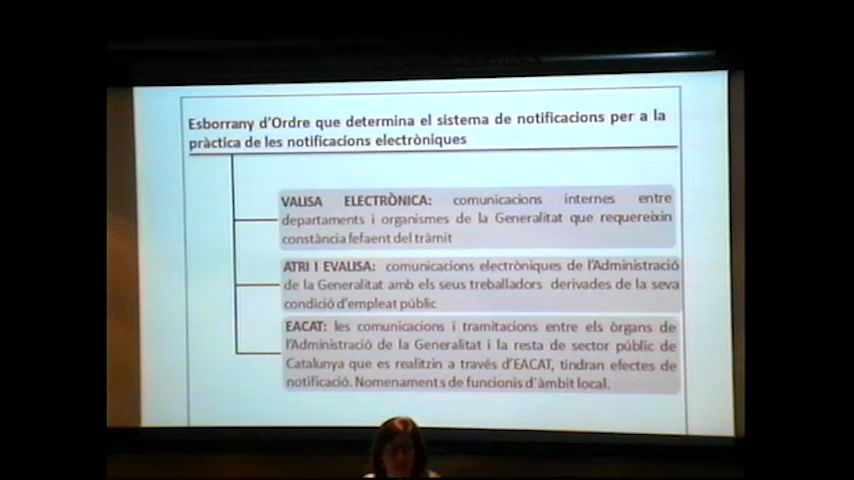 Esborrany d'Ordre que determina el sistema de notificacions per a la
pràctica de les notificacions electròniques
VALISA ELECTRÒNICA: comunicacions internes entre
departaments i organismes de la Generalitat que requereixin
constància fefaent del tràmit
ATRI I EVALISA: comunicacions electròniques de l'Administració
de la Generalitat amb els seus treballadors derivades de la seva
condició d'empleat públic
EACAT: les comunicacions i tramitacions entre els òrgans de
l'Administració de la Generalitat i la resta de sector públic de
Catalunya que es realitzin a través d'EACAT, tindran efectes de
notificació. Nomenaments de funcionis d'àmbit local.